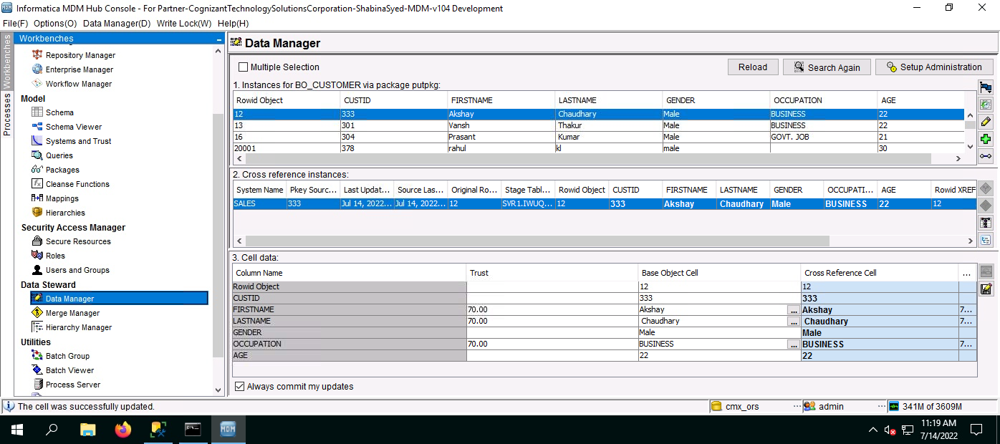 Informatica MDM Hub Console - For Partner-CognizantTechnologySolutionsCorporation-ShabinaSyed-MDM-v104 Development
File(F) Options(O) Data Manager(D) Write Lock(W) Help(H)
Workbenches
Processes
Workbenches
Repository Manager
Enterprise Manager
Workflow Manager
Model
Schema
Schema Viewer
Systems and Trust
Queries
Packages
Cleanse Functions
Mappings
Hierarchies
Security Access Manager
Secure Resources
Roles
Users and Groups
Data Steward
Data Manager
Merge Manager
Hierarchy Manager
Utilities
Batch Group
Batch Viewer
Process Server
Data Manager
Multiple Selection Reload Search Again Setup Administration
1. Instances for BO_CUSTOMER via package putpkg:
Rowid Object CUSTID FIRSTNAME LASTNAME GENDER OCCUPATION AGE
12 333 Akshay Chaudhary Male BUSINESS 22
13 301 Vansh Thakur Male BUSINESS 22
16 304 Prasant Kumar Male GOVT. JOB 21
20001 378 rahul kl male 30
2. Cross reference instances:
System Name Pkey Sourc... Last Updat... Source Las... Original Ro... Stage Tabl... Rowid Object CUSTID FIRSTNAME LASTNAME GENDER OCCUPATI... AGE Rowid XREF
SALES 333 Jul 14, 2022... Jul 14, 2022... 12 SVR1.IWUQ... 12 333 Akshay Chaudhary Male BUSINESS 22 12
3. Cell data:
Column Name Trust Base Object Cell Cross Reference Cell ...
Rowid Object 12 12
CUSTID 333 333
FIRSTNAME 70.00 Akshay ... Akshay 7...
LASTNAME 70.00 Chaudhary ... Chaudhary 7...
GENDER Male Male
OCCUPATION 70.00 BUSINESS ... BUSINESS 7...
AGE 22 22
Always commit my updates
The cell was successfully updated. cmx_ors ... admin ... 341M of 3609M
MDM
11:19 AM
7/14/2022